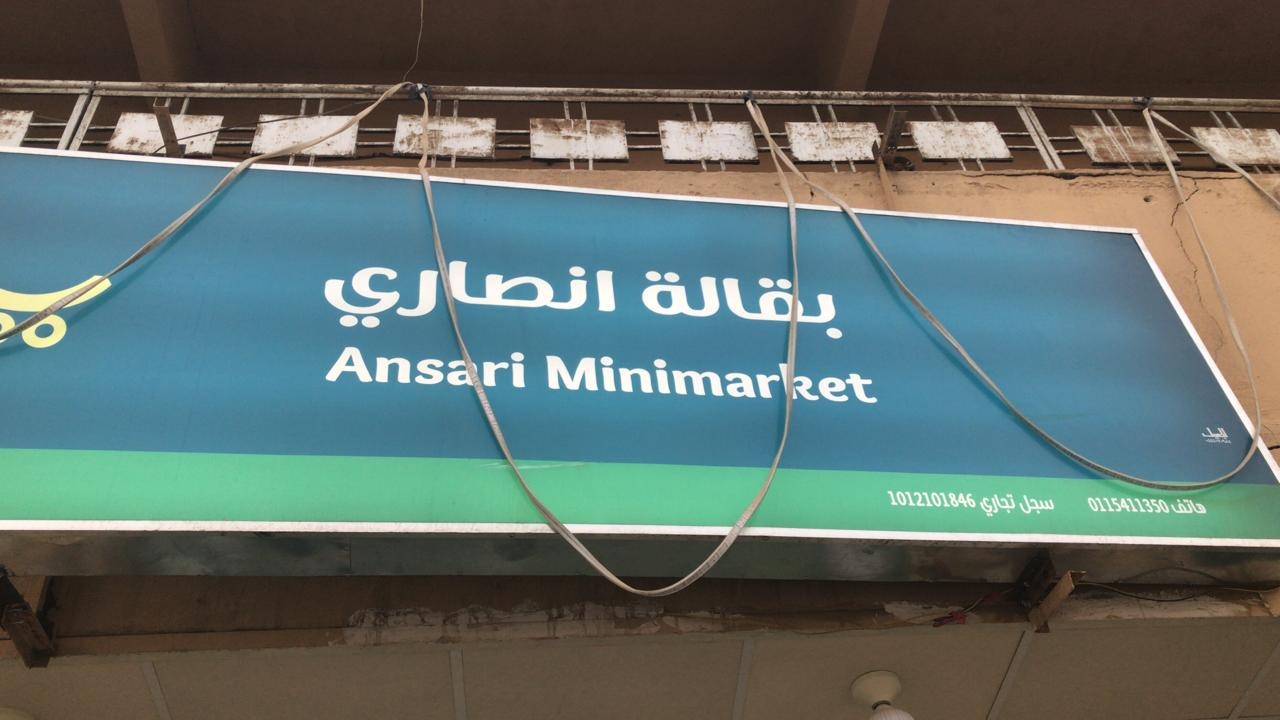 بقالة انصاري
Ansari Minimarket
هاتف 0115411350 سجل تجاري 1012101846